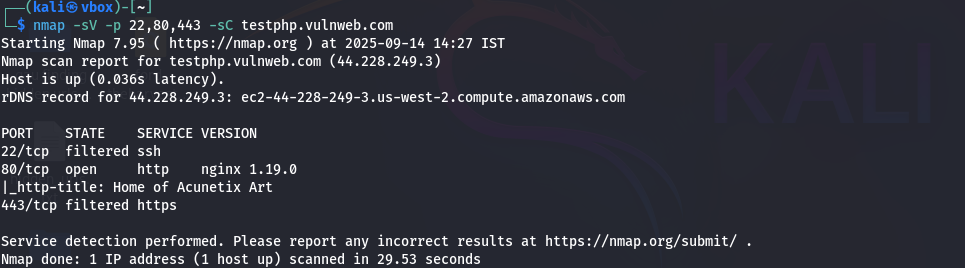 ┌──(kali㉿vbox)-[~]
└─$ nmap -sV -p 22,80,443 -sC testphp.vulnweb.com
Starting Nmap 7.95 ( https://nmap.org ) at 2025-09-14 14:27 IST
Nmap scan report for testphp.vulnweb.com (44.228.249.3)
Host is up (0.036s latency).
rDNS record for 44.228.249.3: ec2-44-228-249-3.us-west-2.compute.amazonaws.com

PORT    STATE    SERVICE VERSION
22/tcp  filtered ssh
80/tcp  open     http    nginx 1.19.0
|_http-title: Home of Acunetix Art
443/tcp filtered https

Service detection performed. Please report any incorrect results at https://nmap.org/submit/ .
Nmap done: 1 IP address (1 host up) scanned in 29.53 seconds
KALI